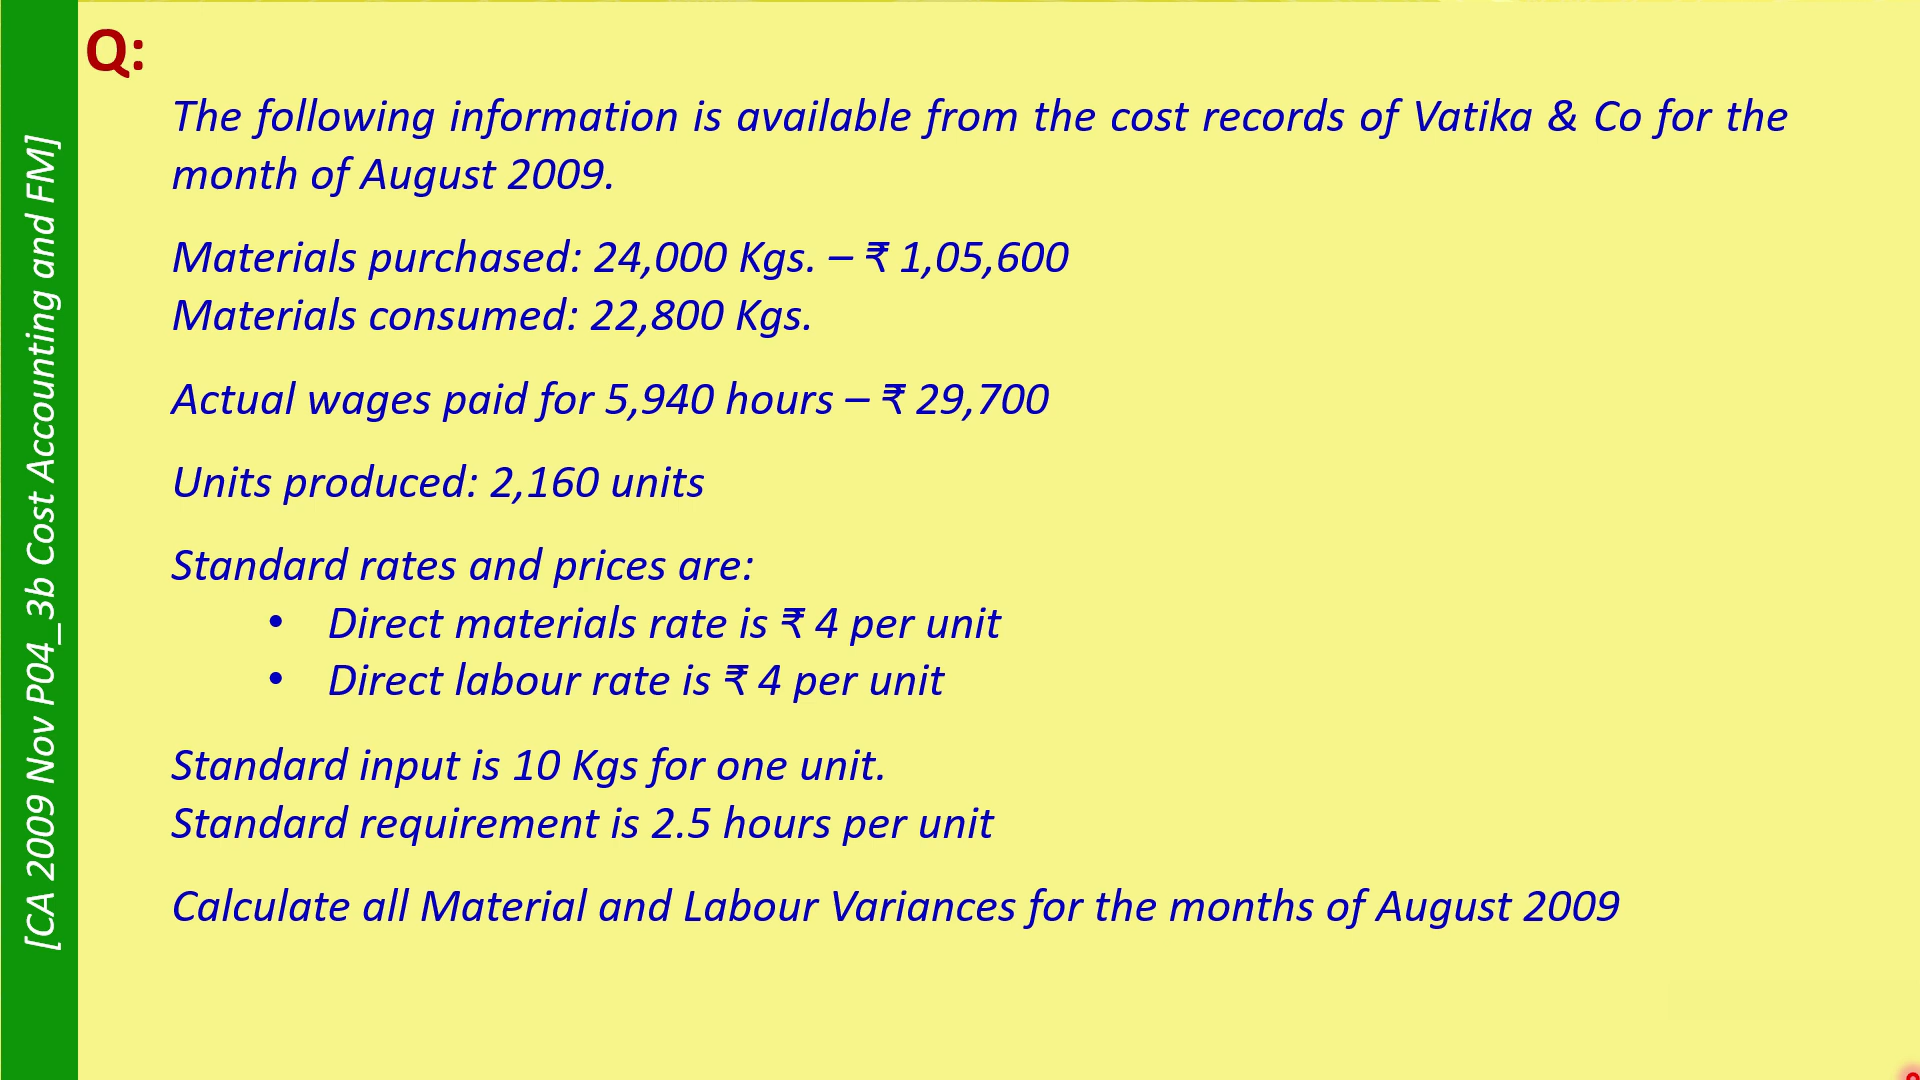 Q:
The following information is available from the cost records of Vatika & Co for the
month of August 2009.
Materials purchased: 24,000 Kgs. – ₹ 1,05,600
Materials consumed: 22,800 Kgs.
Actual wages paid for 5,940 hours – ₹ 29,700
Units produced: 2,160 units
Standard rates and prices are:
• Direct materials rate is ₹ 4 per unit
• Direct labour rate is ₹ 4 per unit
Standard input is 10 Kgs for one unit.
Standard requirement is 2.5 hours per unit
Calculate all Material and Labour Variances for the months of August 2009
[CA 2009 Nov P04_3b Cost Accounting and FM]